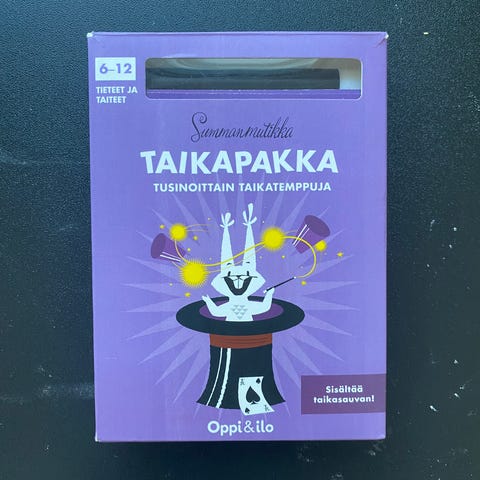 6–12
TIETEET JA
TAITEET
Summanmutikka
TAIKAPAKKA
TUSINOITTAIN TAIKATEMPPUJA
A
Sisältää
taikasauvan!
Oppi&ilo